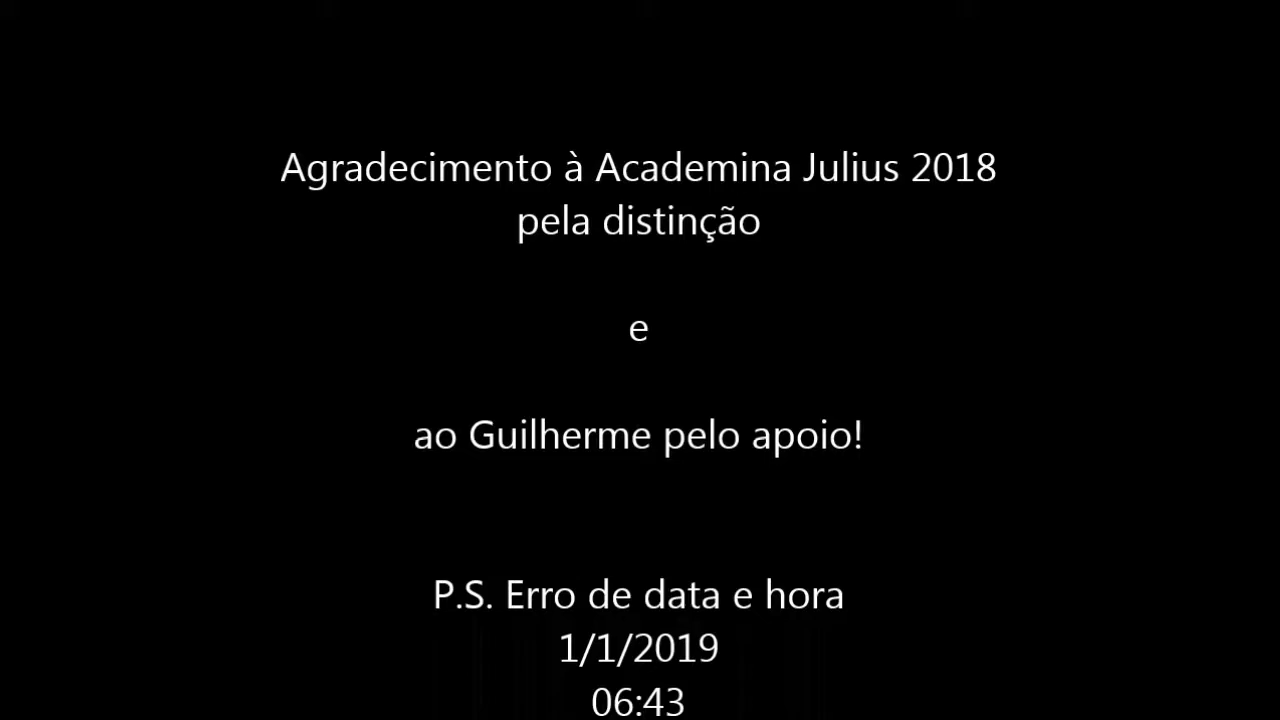 Agradecimento à Academina Julius 2018
pela distinção
e
ao Guilherme pelo apoio!
P.S. Erro de data e hora
1/1/2019
06:43